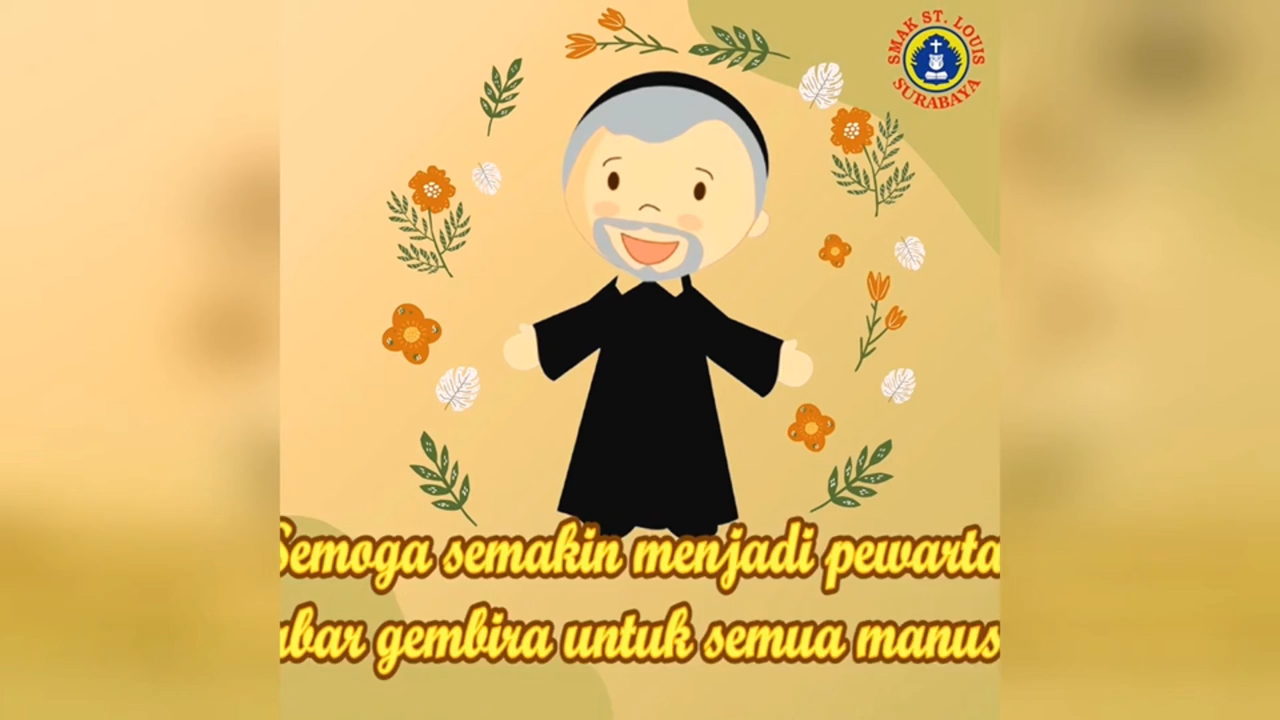 SMAK ST. LOUIS
SURABAYA
Semoga semakin menjadi pewarta
abar gembira untuk semua manus